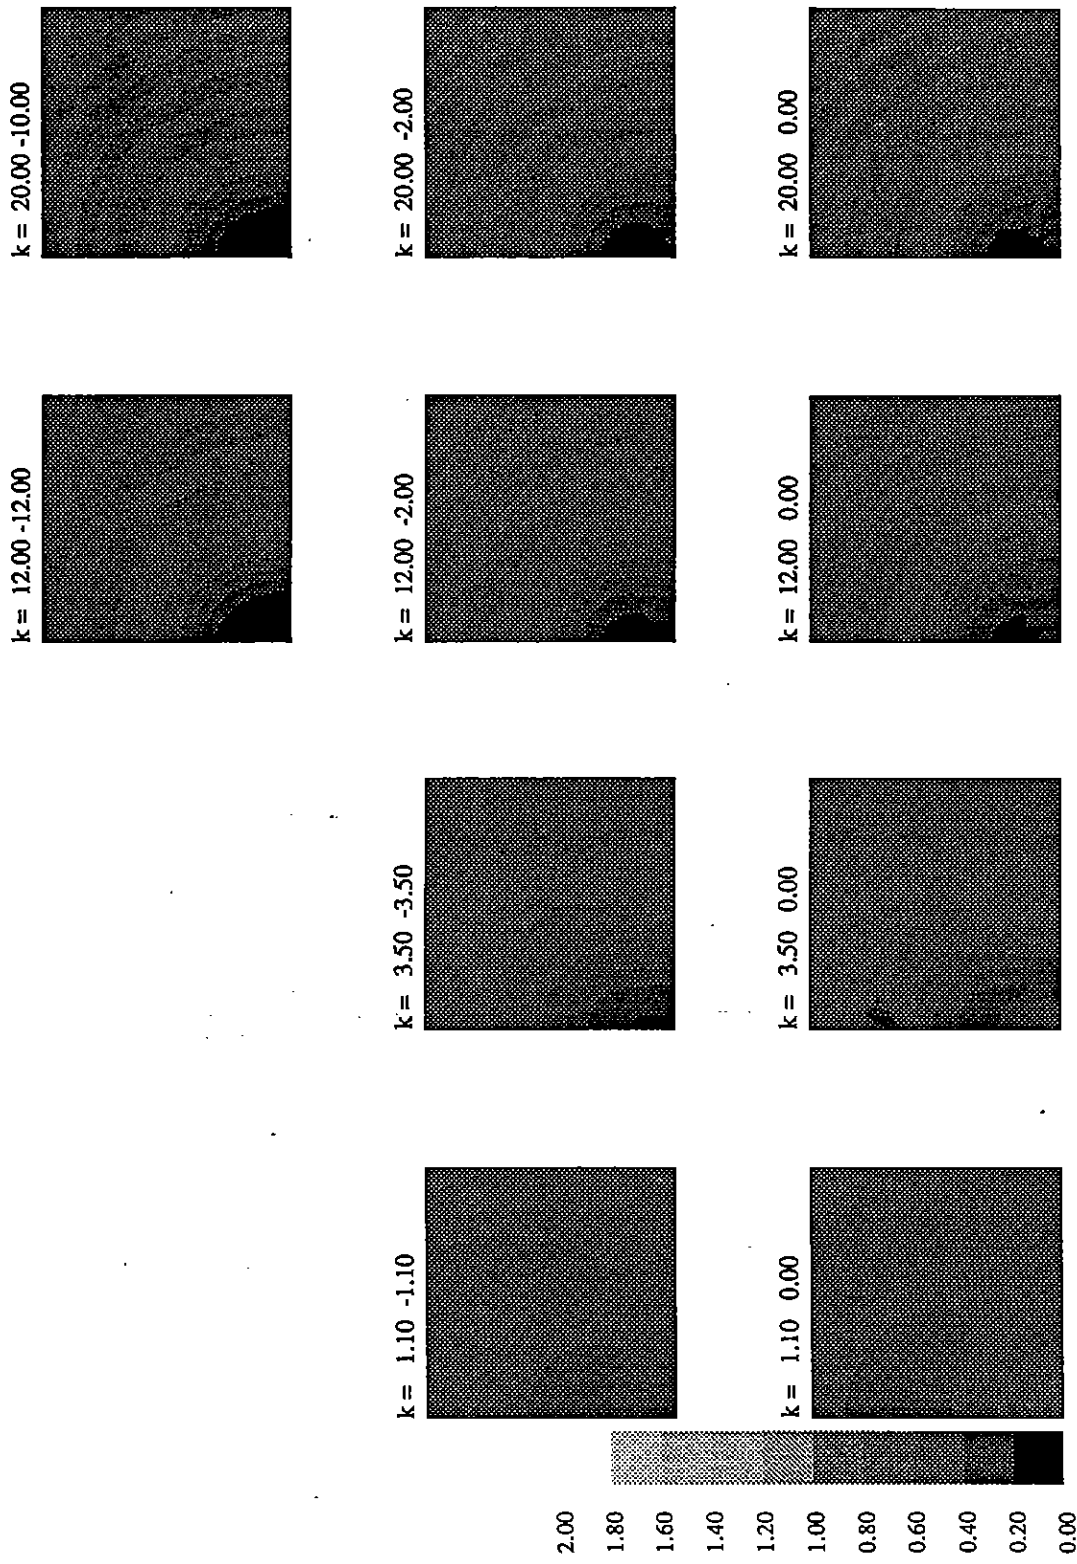 k = 20.00 -10.00
k = 20.00 -2.00
k = 20.00 0.00
k = 12.00 -12.00
k = 12.00 -2.00
k = 12.00 0.00
k = 3.50 -3.50
k = 3.50 0.00
k = 1.10 -1.10
k = 1.10 0.00
2.00
1.80
1.60
1.40
1.20
1.00
0.80
0.60
0.40
0.20
0.00